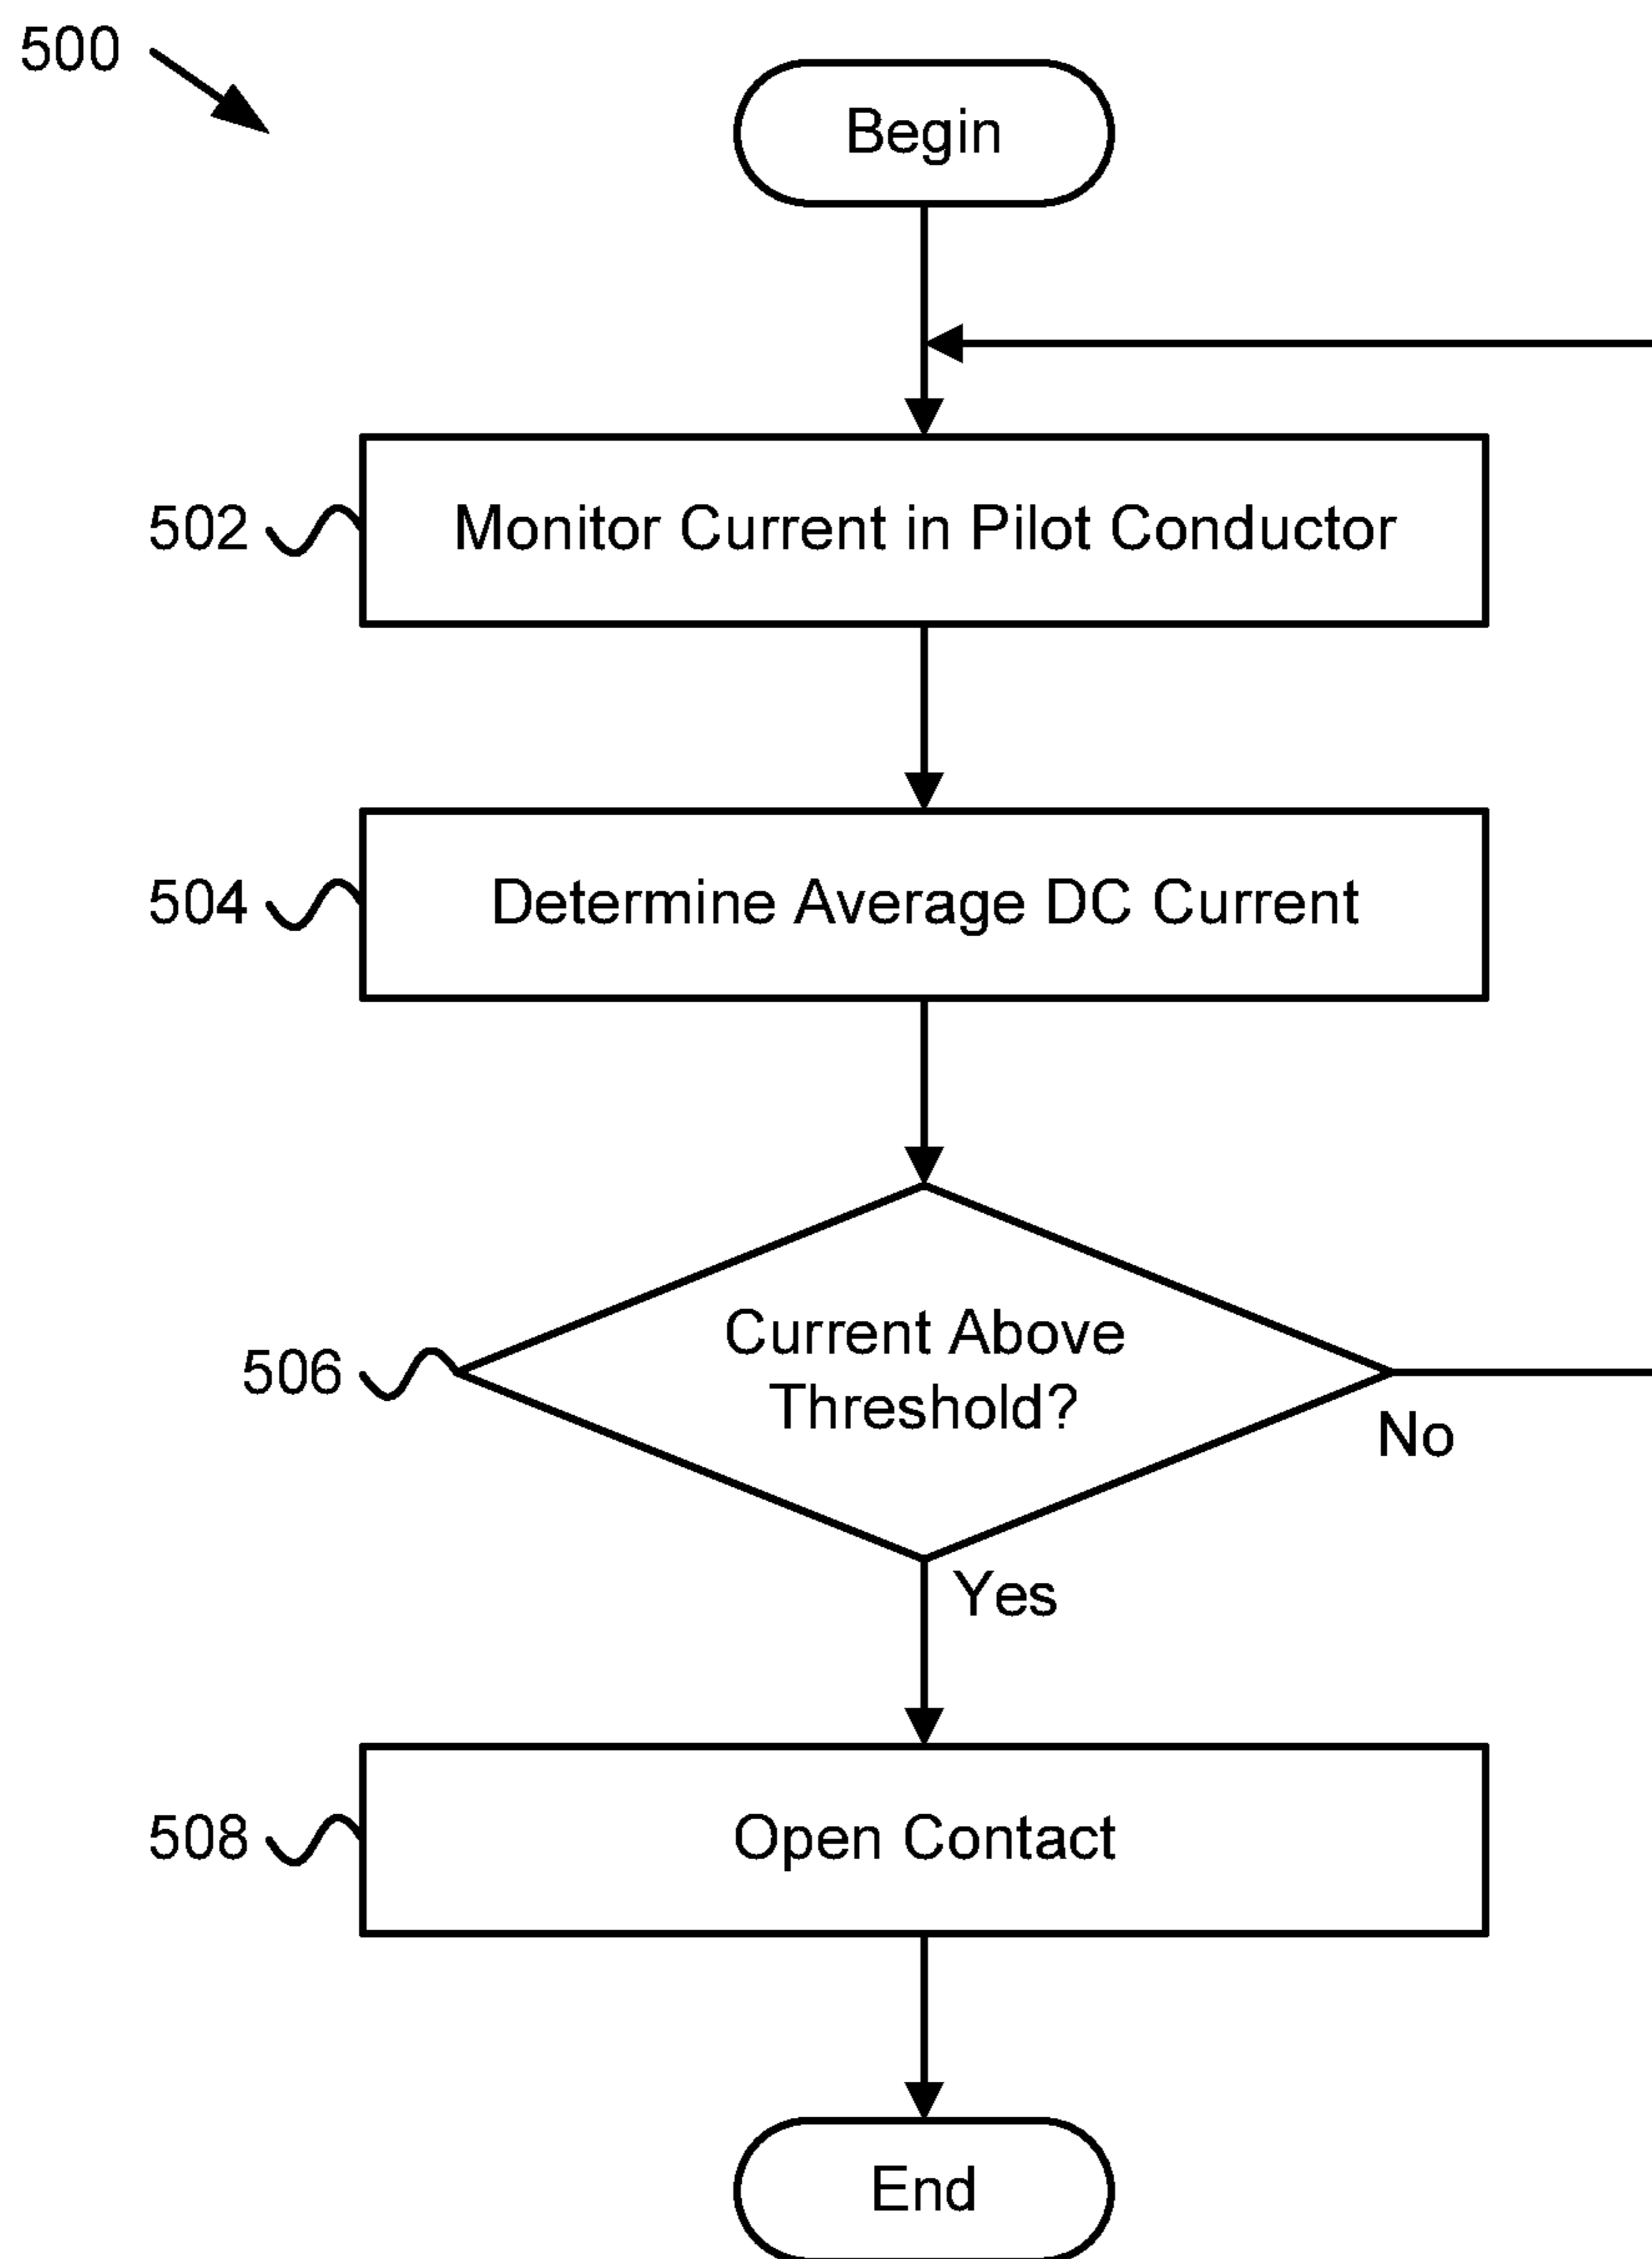 500
Begin
502
Monitor Current in Pilot Conductor
504
Determine Average DC Current
506
Current Above
Threshold?
No
Yes
508
Open Contact
End